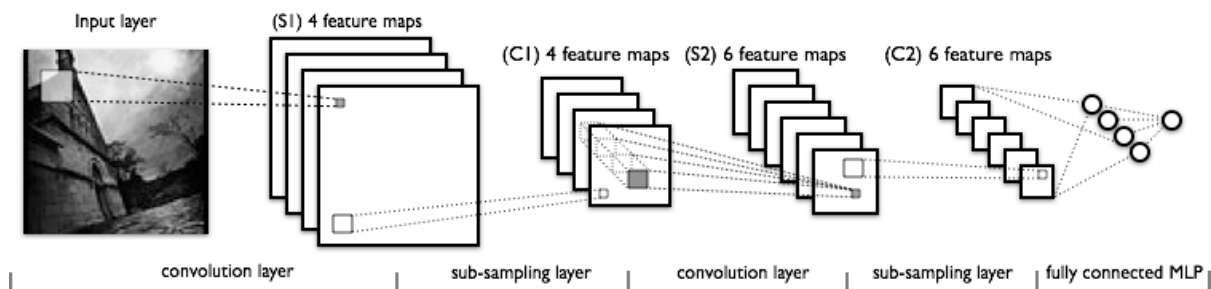 Input layer
(S1) 4 feature maps
(C1) 4 feature maps
(S2) 6 feature maps
(C2) 6 feature maps
convolution layer
sub-sampling layer
convolution layer
sub-sampling layer
fully connected MLP